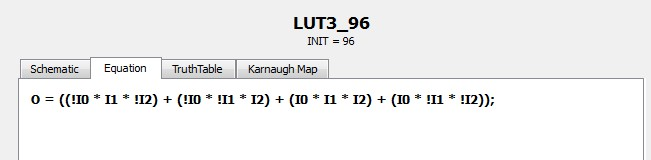 LUT3_96
INIT = 96
Schematic Equation TruthTable Karnaugh Map
O = ((!I0 * I1 * !I2) + (!I0 * !I1 * I2) + (I0 * I1 * I2) + (I0 * !I1 * !I2));